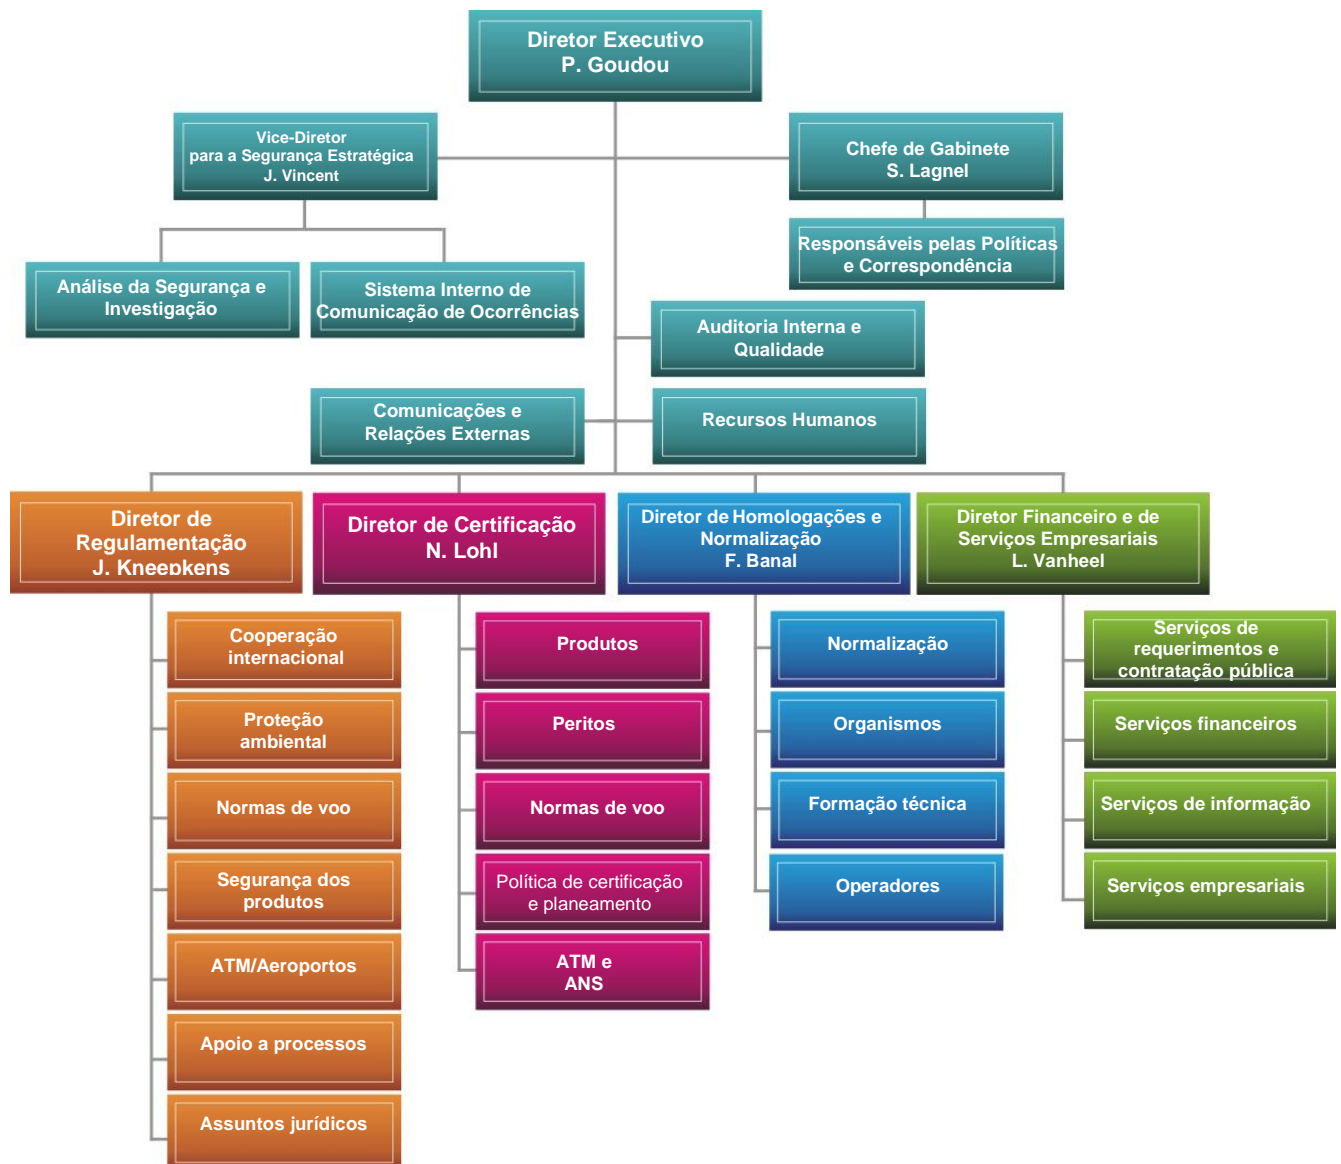 Diretor Executivo
P. Goudou
Vice-Diretor
para a Segurança Estratégica
J. Vincent
Chefe de Gabinete
S. Lagnel
Responsáveis pelas Políticas
e Correspondência
Análise da Segurança e
Investigação
Sistema Interno de
Comunicação de Ocorrências
Auditoria Interna e
Qualidade
Comunicações e
Relações Externas
Recursos Humanos
Diretor de
Regulamentação
J. Kneepkens
Diretor de Certificação
N. Lohl
Diretor de Homologações e
Normalização
F. Banal
Diretor Financeiro e de
Serviços Empresariais
L. Vanheel
Cooperação
internacional
Proteção
ambiental
Normas de voo
Segurança dos
produtos
ATM/Aeroportos
Apoio a processos
Assuntos jurídicos
Produtos
Peritos
Normas de voo
Política de certificação
e planeamento
ATM e
ANS
Normalização
Organismos
Formação técnica
Operadores
Serviços de
requerimentos e
contratação pública
Serviços financeiros
Serviços de informação
Serviços empresariais